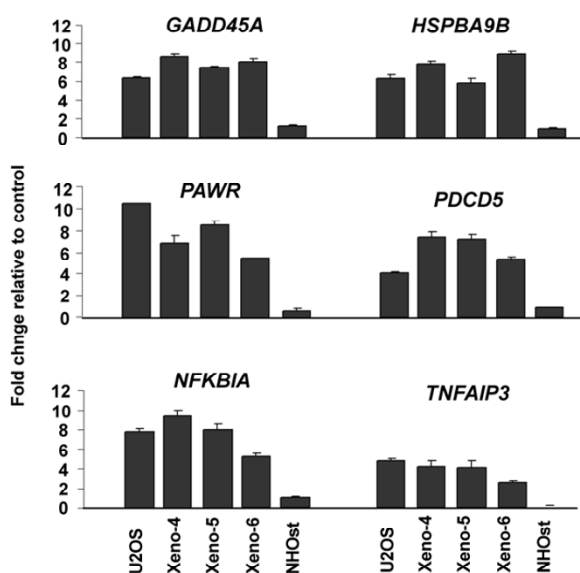 GADD45A
HSPBA9B
12
10
8
6
4
2
0
PAWR
PDCD5
12
10
8
6
4
2
0
NFKBIA
TNFAIP3
12
10
8
6
4
2
0
Fold chnge relative to control
U2OS
Xeno-4
Xeno-5
Xeno-6
NHOst
U2OS
Xeno-4
Xeno-5
Xeno-6
NHOst